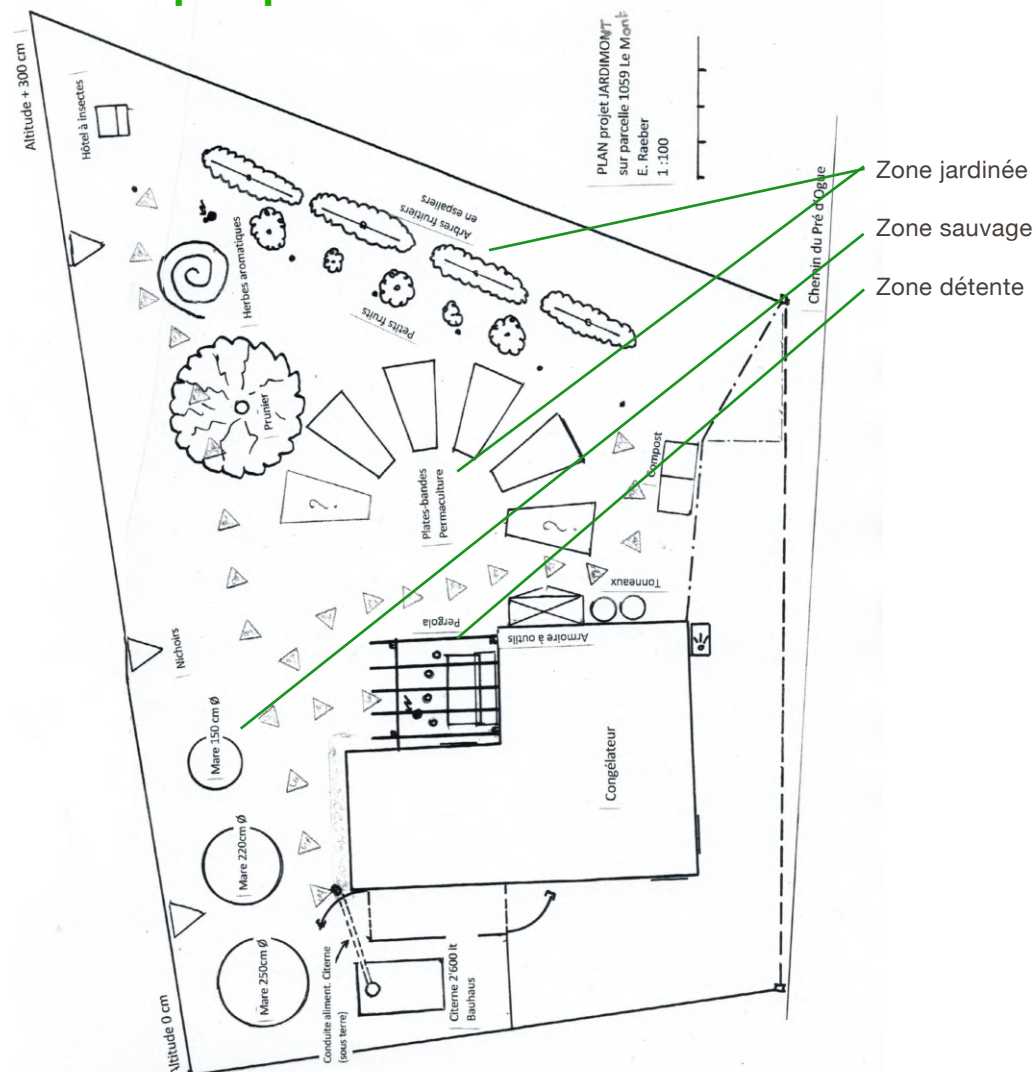 Altitude + 300 cm
Hôtel à insectes
PLAN projet JARDIMONT
sur parcelle 1059 Le Mont
E. Raeber
1 :100
Zone jardinée
Zone sauvage
Zone détente
Chemin du Pré d'Ogue
Arbres fruitiers
en espaliers
Herbes aromatiques
Petits fruits
Prunier
Plates-bandes
Permaculture
?
?
Compost
Tonneaux
Armoire à outils
Pergola
Nichoirs
Mare 150 cm Ø
Mare 220cm Ø
Mare 250cm Ø
Congélateur
Conduite aliment. Citerne
(sous terre)
Citerne 2'600 lt
Bauhaus
Altitude 0 cm